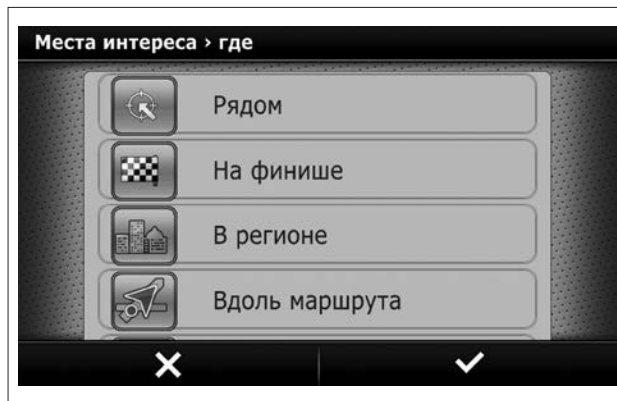 Места интереса › где
Рядом
На финише
В регионе
Вдоль маршрута